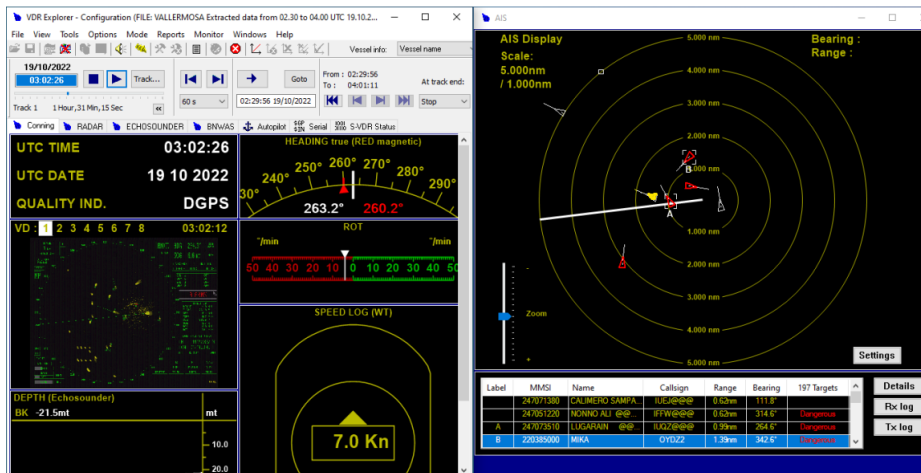 VDR Explorer - Configuration (FILE: VALLERMOSA Extracted data from 02.30 to 04.00 UTC 19.10.2...
File View Tools Options Mode Reports Monitor Windows Help
Vessel info: Vessel name
19/10/2022
03:02:26
Track...
60 s
Goto
02:29:56 19/10/2022
From : 02:29:56
To : 04:01:11
At track end:
Stop
Track 1 1 Hour,31 Min,15 Sec <<
Conning RADAR ECHOSOUNDER BNWAS Autopilot Serial S-VDR Status
UTC TIME 03:02:26
UTC DATE 19 10 2022
QUALITY IND. DGPS
HEADING true (RED magnetic)
30° 240° 250° 260° 270° 280° 290°
263.2° 260.2°
VD : 1 2 3 4 5 6 7 8 03:02:12
ROT
°/min °/min
50 40 30 20 10 0 10 20 30 40 50
SPEED LOG (WT)
7.0 Kn
DEPTH (Echosounder)
BK -21.5mt mt
10.0
20.0
AIS
AIS Display
Scale:
5.000nm
/ 1.000nm
Bearing :
Range :
5.000 nm
4.000 nm
3.000 nm
2.000 nm
1.000 nm
B
A
1.000 nm
2.000 nm
3.000 nm
4.000 nm
5.000 nm
-
Zoom
+
Settings
Label MMSI Name Callsign Range Bearing 197 Targets
247071380 CALIMERO SAMPA... IUEJ@@@ 0.62nm 111.8°
247051220 NONNO ALI @@... IFFW@@@ 0.62nm 314.6° Dangerous
A 247073510 LUGARAIN @@... IUQZ@@@ 0.99nm 264.6° Dangerous
B 220385000 MIKA OYDZ2 1.39nm 342.6° Dangerous
Details
Rx log
Tx log